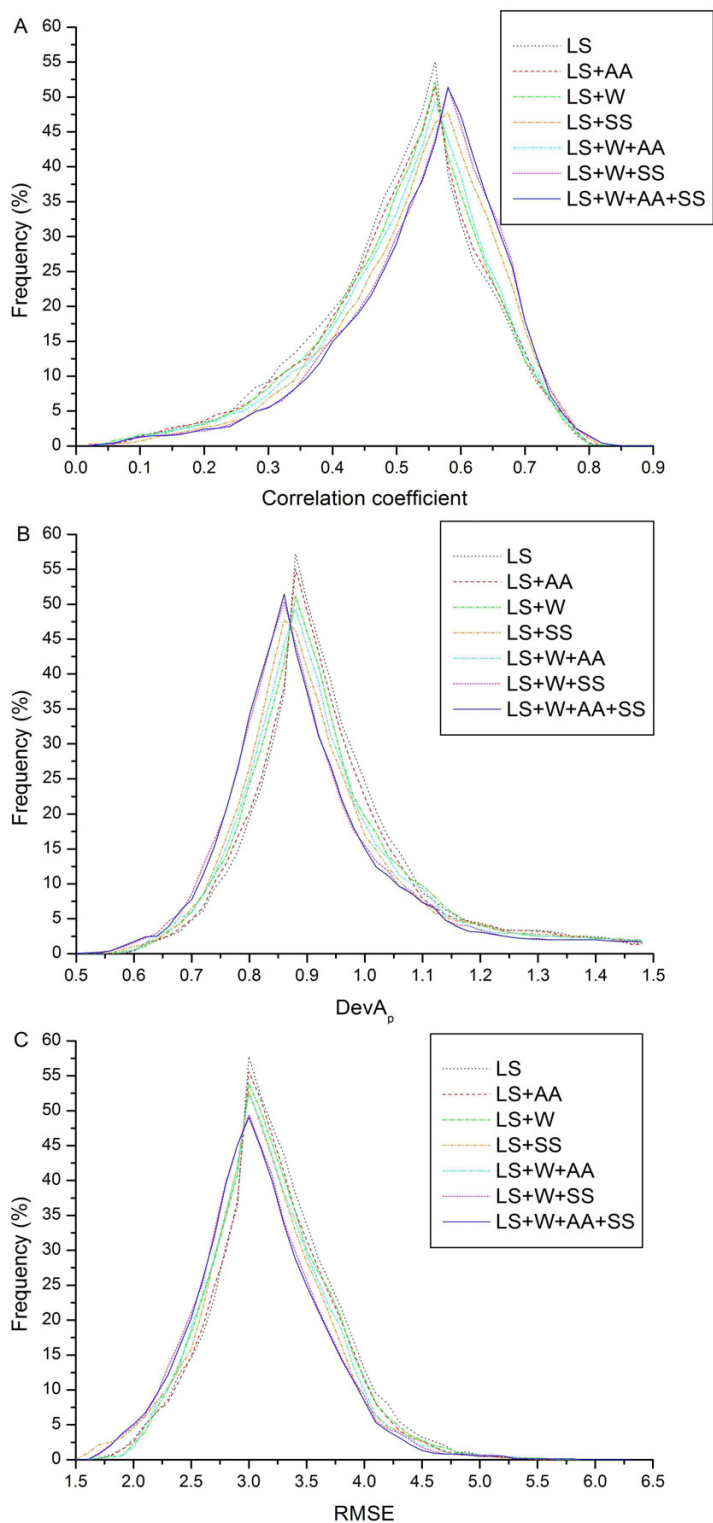 A
60
55
50
45
40
35
30
25
20
15
10
5
0
Frequency (%)
LS
LS+AA
LS+W
LS+SS
LS+W+AA
LS+W+SS
LS+W+AA+SS
0.0 0.1 0.2 0.3 0.4 0.5 0.6 0.7 0.8 0.9
Correlation coefficient
B
60
55
50
45
40
35
30
25
20
15
10
5
0
Frequency (%)
LS
LS+AA
LS+W
LS+SS
LS+W+AA
LS+W+SS
LS+W+AA+SS
0.5 0.6 0.7 0.8 0.9 1.0 1.1 1.2 1.3 1.4 1.5
DevAp
C
60
55
50
45
40
35
30
25
20
15
10
5
0
Frequency (%)
LS
LS+AA
LS+W
LS+SS
LS+W+AA
LS+W+SS
LS+W+AA+SS
1.5 2.0 2.5 3.0 3.5 4.0 4.5 5.0 5.5 6.0 6.5
RMSE